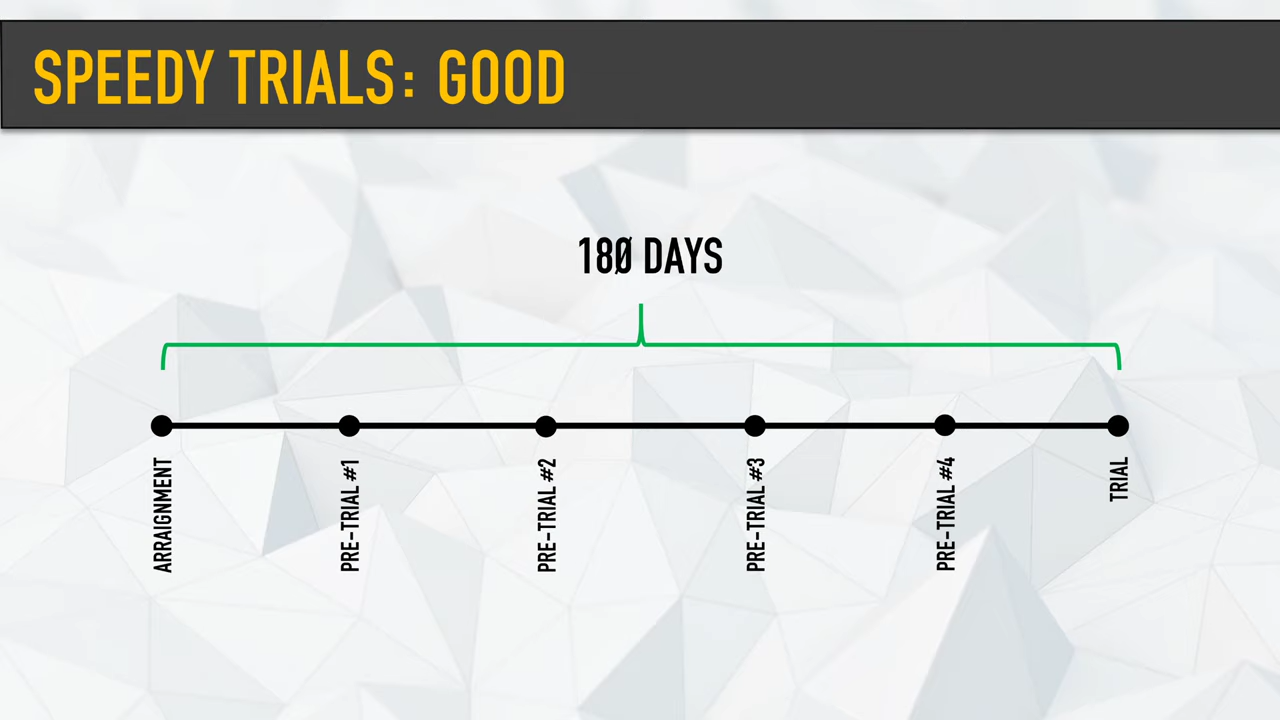 SPEEDY TRIALS: GOOD
180 DAYS
ARRAIGNMENT
PRE-TRIAL #1
PRE-TRIAL #2
PRE-TRIAL #3
PRE-TRIAL #4
TRIAL